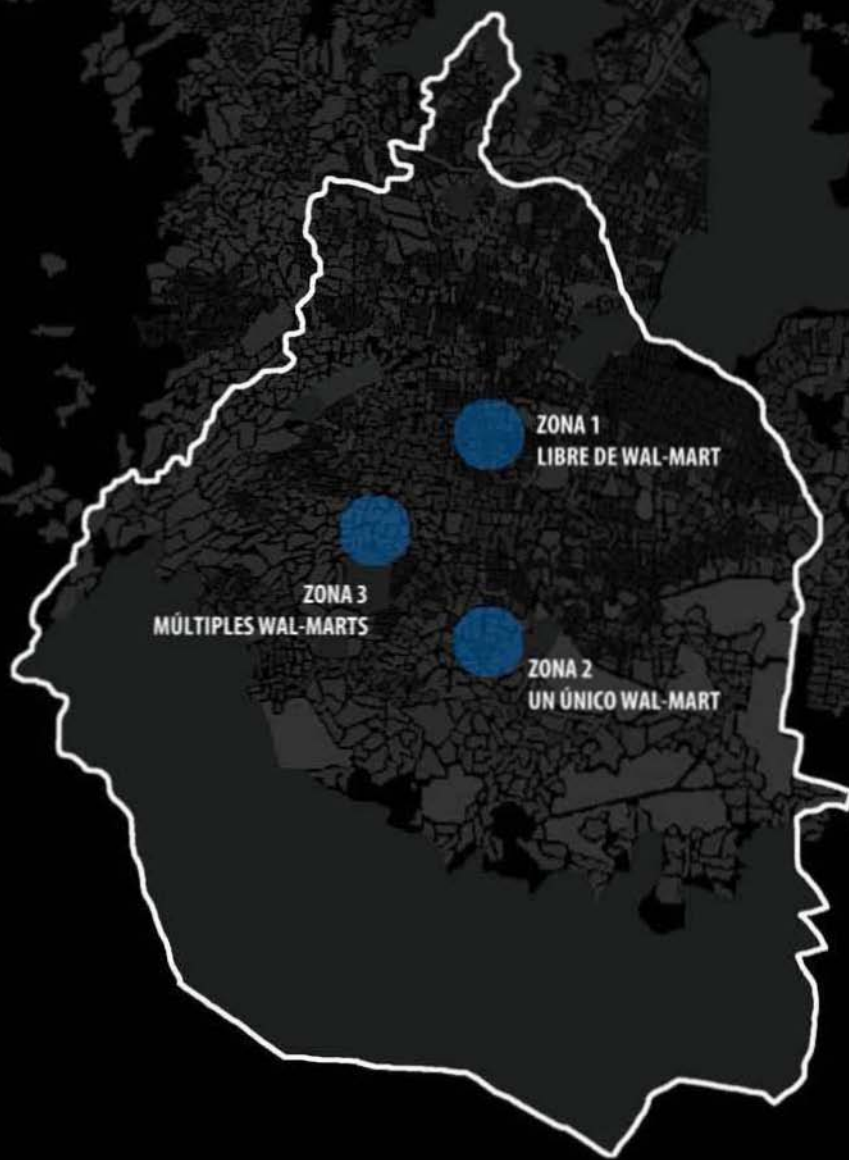 ZONA 1
LIBRE DE WAL-MART
ZONA 3
MÚLTIPLES WAL-MARTS
ZONA 2
UN ÚNICO WAL-MART